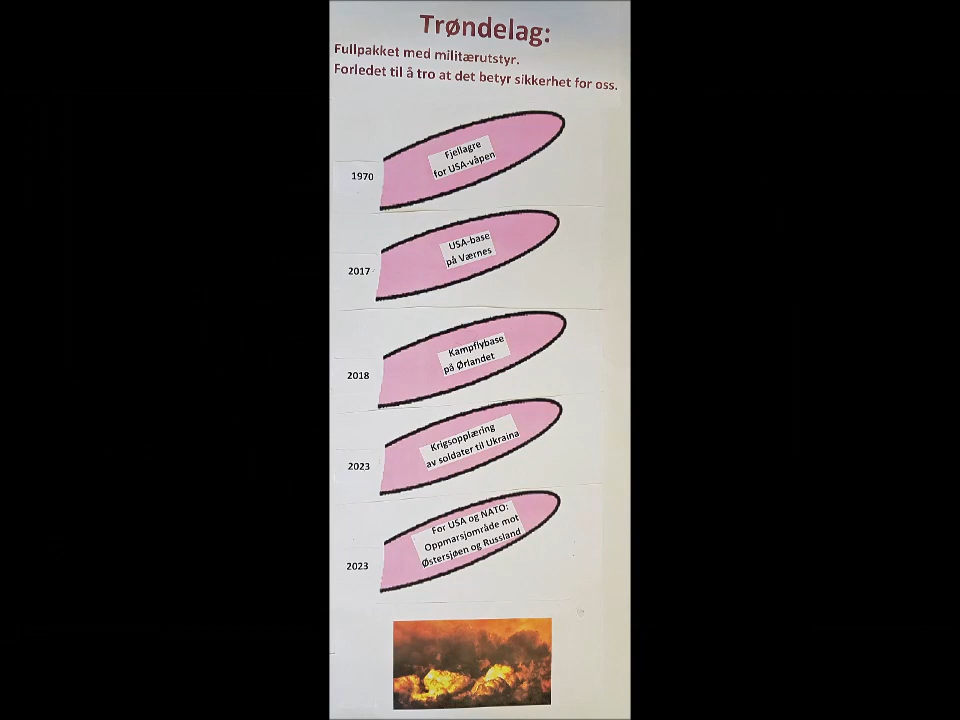 Trøndelag:
Fullpakket med militærutstyr.
Forledet til å tro at det betyr sikkerhet for oss.
1970
Fjellagre
for USA-våpen
2017
USA-base
på Værnes
2018
Kampflybase
på Ørlandet
2023
Krigsopplæring
av soldater til Ukraina
2023
For USA og NATO:
Oppmarsjområde mot
Østersjøen og Russland